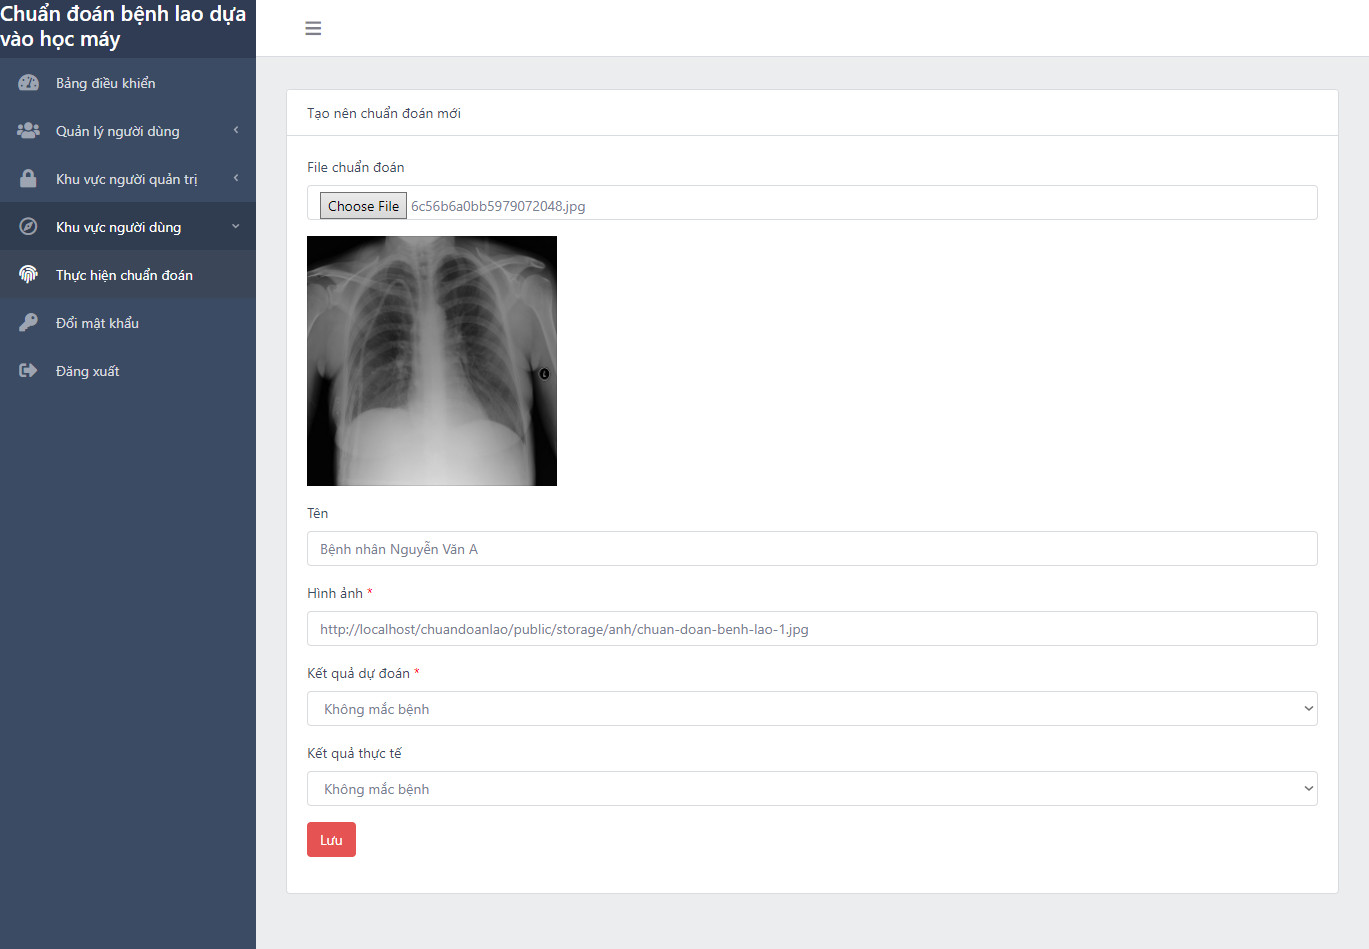 Chuẩn đoán bệnh lao dựa
vào học máy
Bảng điều khiển
Quản lý người dùng
Khu vực người quản trị
Khu vực người dùng
Thực hiện chuẩn đoán
Đổi mật khẩu
Đăng xuất
Tạo nên chuẩn đoán mới
File chuẩn đoán
Choose File 6c56b6a0bb5979072048.jpg
Tên
Bệnh nhân Nguyễn Văn A
Hình ảnh *
http://localhost/chuandoanlao/public/storage/anh/chuan-doan-benh-lao-1.jpg
Kết quả dự đoán *
Không mắc bệnh
Kết quả thực tế
Không mắc bệnh
Lưu